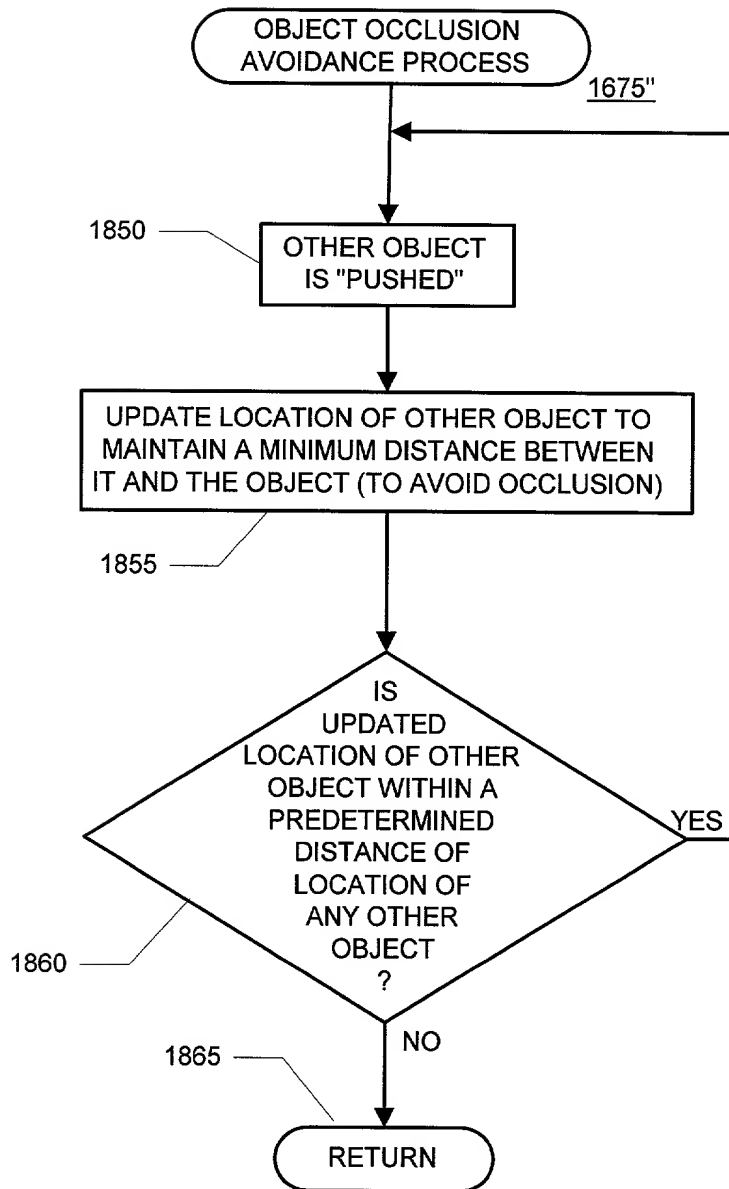 OBJECT OCCLUSION
AVOIDANCE PROCESS
1675"
1850
OTHER OBJECT
IS "PUSHED"
UPDATE LOCATION OF OTHER OBJECT TO
MAINTAIN A MINIMUM DISTANCE BETWEEN
IT AND THE OBJECT (TO AVOID OCCLUSION)
1855
IS
UPDATED
LOCATION OF OTHER
OBJECT WITHIN A
PREDETERMINED
DISTANCE OF
LOCATION OF
ANY OTHER
OBJECT
?
YES
1860
NO
1865
RETURN